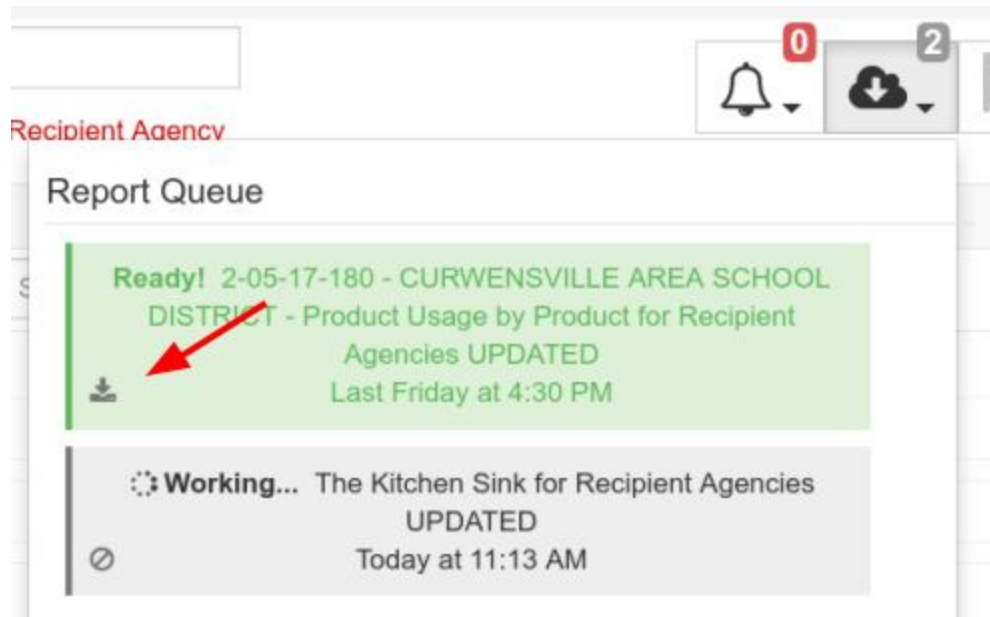 0
2
Recipient Agency
Report Queue
Ready! 2-05-17-180 - CURWENSVILLE AREA SCHOOL
DISTRICT - Product Usage by Product for Recipient
Agencies UPDATED
Last Friday at 4:30 PM
Working... The Kitchen Sink for Recipient Agencies
UPDATED
Today at 11:13 AM